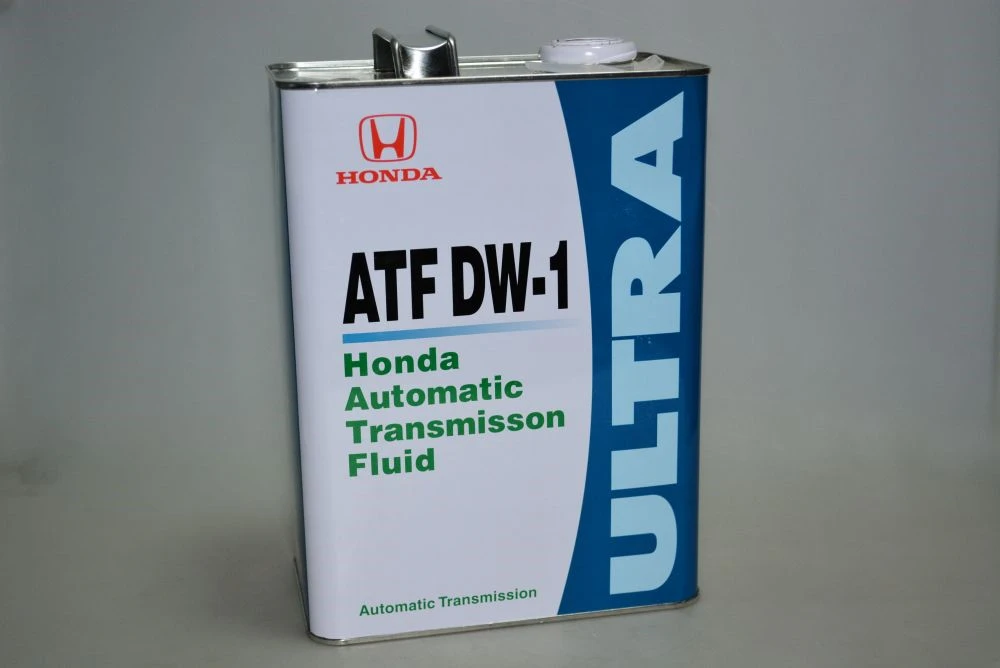 HONDA
ATF DW-1
Honda
Automatic
Transmisson
Fluid
Automatic Transmission
ULTRA